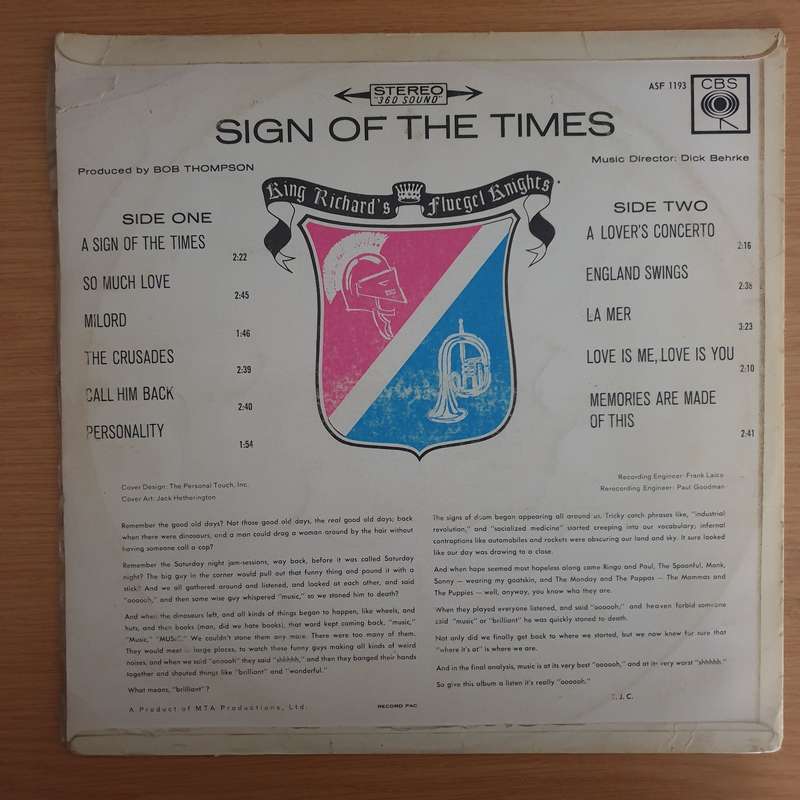 STEREO
"360 SOUND"
ASF 1193
CBS
SIGN OF THE TIMES
Produced by BOB THOMPSON
Music Director: Dick Behrke
King Richard's Fluegel Knights
SIDE ONE
A SIGN OF THE TIMES
2:22
SO MUCH LOVE
2:45
MILORD
1:46
THE CRUSADES
2:39
CALL HIM BACK
2:40
PERSONALITY
1:54
SIDE TWO
A LOVER'S CONCERTO
2:16
ENGLAND SWINGS
2:38
LA MER
3:23
LOVE IS ME, LOVE IS YOU
2:10
MEMORIES ARE MADE
OF THIS
2:41
Cover Design: The Personal Touch, Inc.
Cover Art: Jack Hetherington
Recording Engineer: Frank Laico
Rerecording Engineer: Paul Goodman
Remember the good old days? Not those good old days, the real good old days; back
when there were dinosaurs, and a man could drag a woman around by the hair without
having someone call a cop?
Remember the Saturday night jam-sessions, way back, before it was called Saturday
night? The big guy in the corner would pull out that funny thing and pound it with a
stick? And we all gathered around and listened, and looked at each other, and said
"oooooh," and then some wise guy whispered "music," so we stoned him to death?
And when the dinosaurs left, and all kinds of things began to happen, like wheels, and
huts, and then books (man, did we hate books), that word kept coming back, "music,"
"Music," "MUSIC." We couldn't stone them any more. There were too many of them.
They would meet in large places, to watch these funny guys making all kinds of weird
noises, and when we said "oooooh" they said "shhhhh," and then they banged their hands
together and shouted things like "brilliant" and "wonderful."
What means, "brilliant"?
A Product of MTA Productions, Ltd.
RECORD PAC
The signs of doom began appearing all around us. Tricky catch phrases like, "industrial
revolution," and "socialized medicine" started creeping into our vocabulary; infernal
contraptions like automobiles and rockets were obscuring our land and sky. It sure looked
like our day was drawing to a close.
And when hope seemed most hopeless along came Ringo and Paul, The Spoonful, Monk,
Sonny — wearing my goatskin, and The Monday and The Pappas — The Mommas and
The Puppies — well, anyway, you know who they are.
When they played everyone listened, and said "oooooh," and heaven forbid someone
said "music" or "brilliant" he was quickly stoned to death.
Not only did we finally get back to where we started, but we now knew for sure that
"where it's at" is where we are.
And in the final analysis, music is at its very best "oooooh," and at its very worst "shhhhh."
So give this album a listen it's really "oooooh."
J. C.